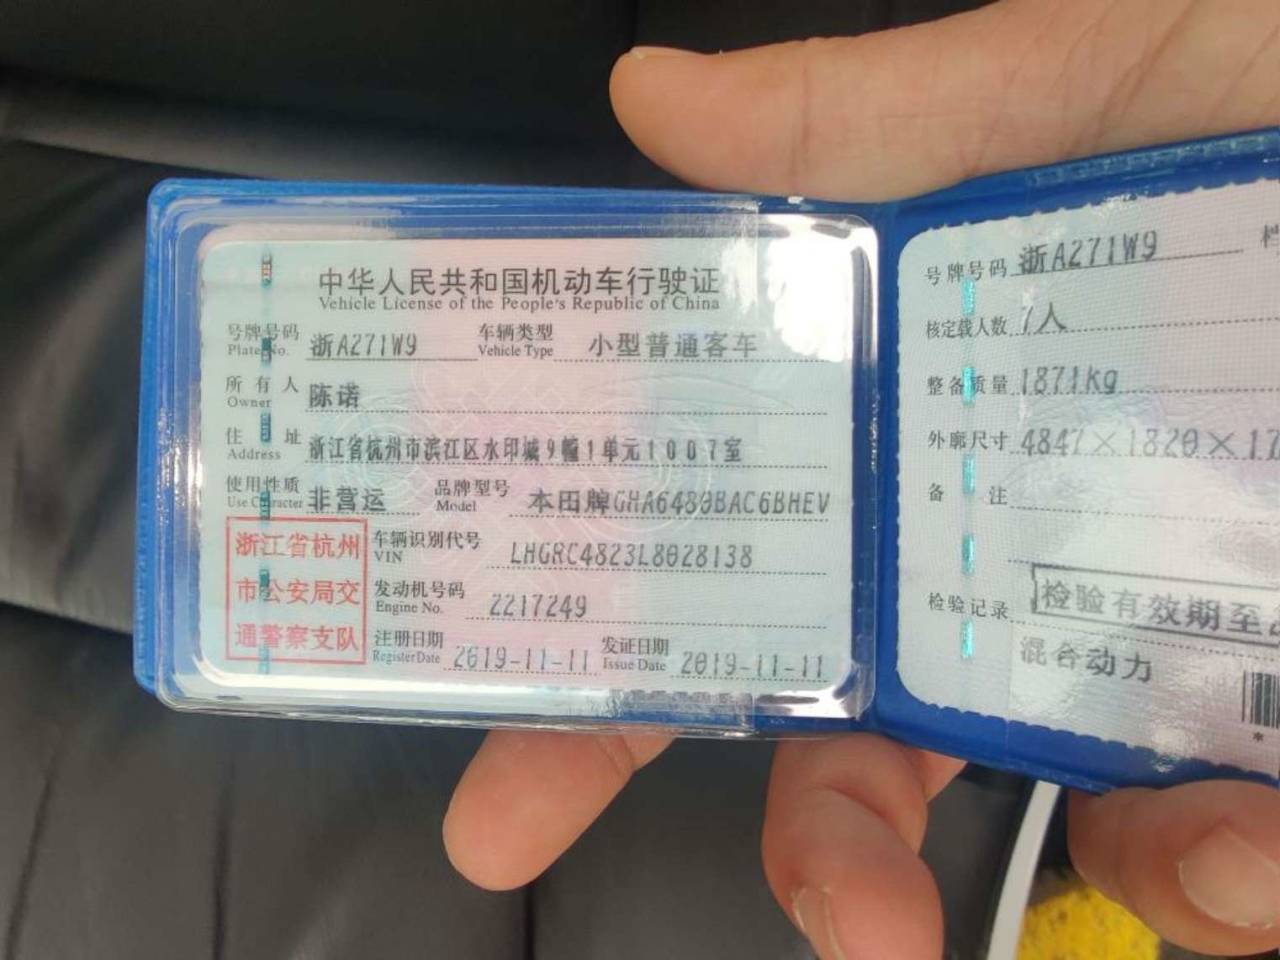 中华人民共和国机动车行驶证
Vehicle License of the People's Republic of China
号牌号码 浙A271W9 车辆类型 小型普通客车
Plate No. Vehicle Type
所有人 陈诺
Owner
住址 浙江省杭州市滨江区水印城9幢1单元1007室
Address
使用性质 非营运 品牌型号 本田牌GHA6480BAC6BHEV
Use Character Model
浙江省杭州
市公安局交
通警察支队
车辆识别代号 LHGRC4823L8028138
VIN
发动机号码 2217249
Engine No.
注册日期 2019-11-11 发证日期 2019-11-11
Register Date Issue Date
号牌号码 浙A271W9 档
核定载人数 7人
整备质量 1871kg
外廓尺寸 4847×1820×17
备注
检验记录 检验有效期至2
混合动力
*